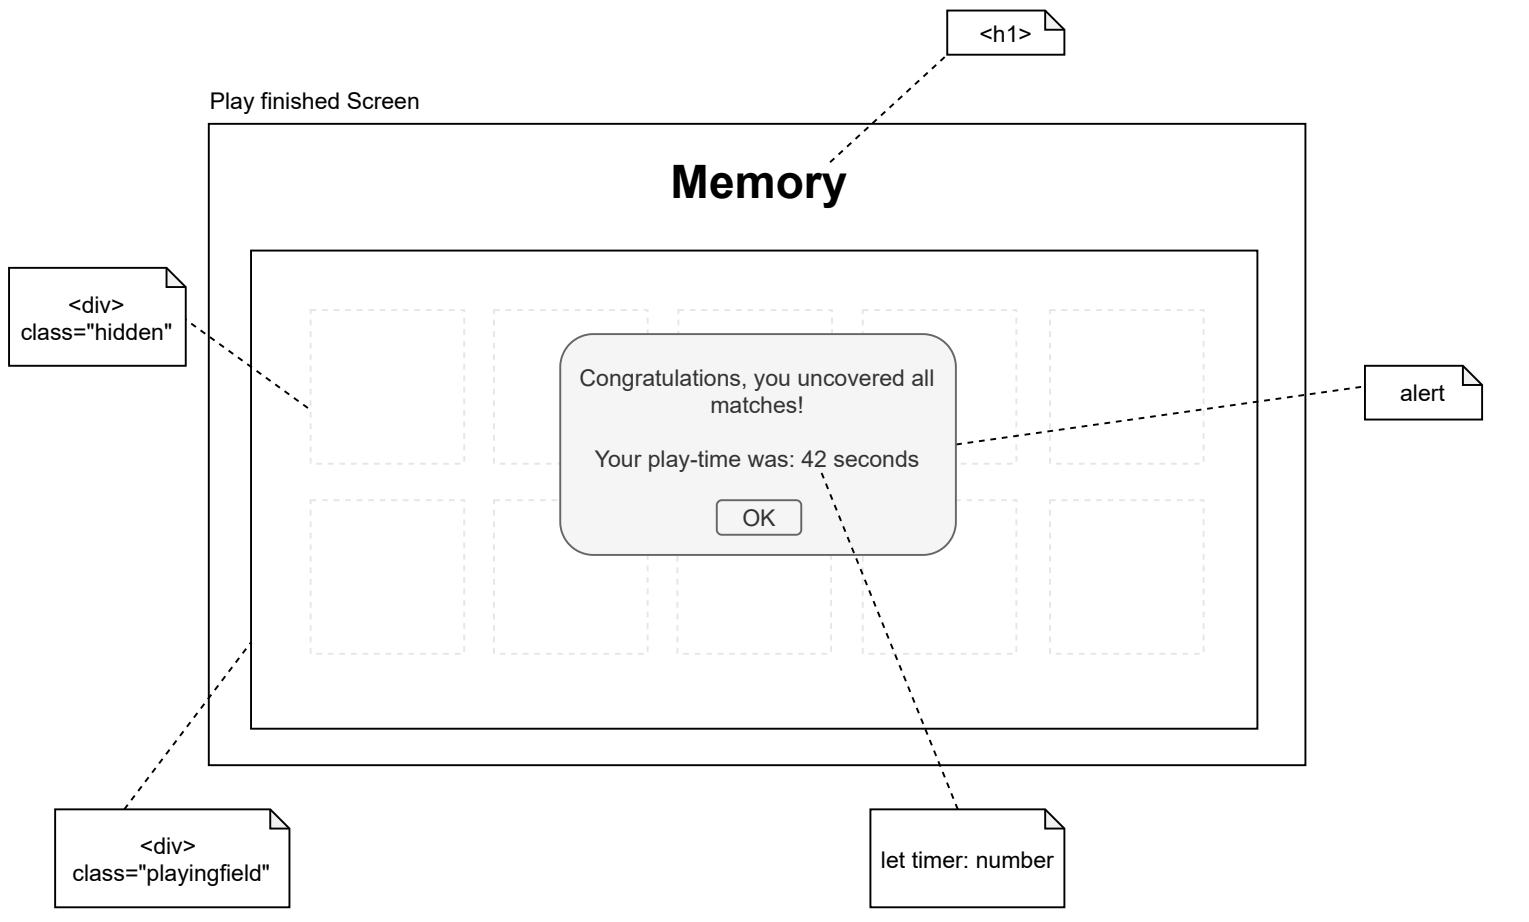 <h1>
Play finished Screen
Memory
<div>
class="hidden"
Congratulations, you uncovered all
matches!
Your play-time was: 42 seconds
OK
alert
<div>
class="playingfield"
let timer: number